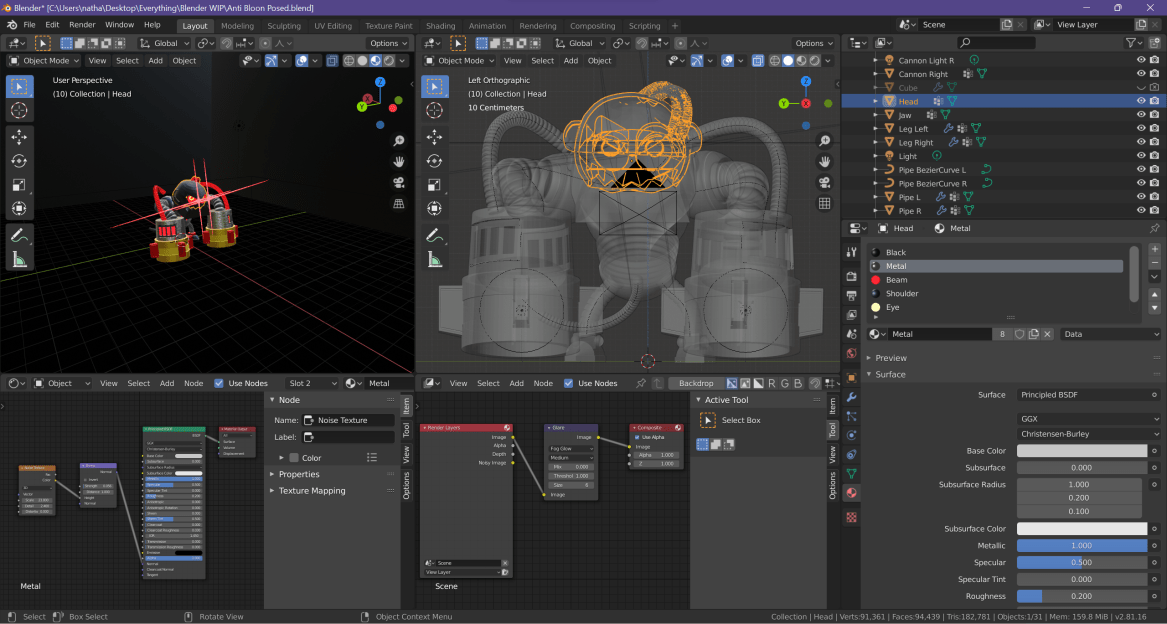 Blender* [C:\Users\natha\Desktop\Everything\Blender WIP\Anti Bloon Posed.blend]
File Edit Render Window Help Layout Modeling Sculpting UV Editing Texture Paint Shading Animation Rendering Compositing Scripting + Scene View Layer
Global Options
Object Mode View Select Add Object
User Perspective
(10) Collection | Head
Global Options
Object Mode View Select Add Object
Left Orthographic
(10) Collection | Head
10 Centimeters
Cannon Light R
Cannon Right
Cube
Head
Jaw
Leg Left
Leg Right
Light
Pipe BezierCurve L
Pipe BezierCurve R
Pipe L
Pipe R
Head Metal
Black
Metal
Beam
Shoulder
Eye
Metal 8 Data
Preview
Surface
Surface Principled BSDF
GGX
Christensen-Burley
Base Color
Subsurface 0.000
Subsurface Radius 1.000
0.200
0.100
Subsurface Color
Metallic 1.000
Specular 0.500
Specular Tint 0.000
Roughness 0.200
Object View Select Add Node Use Nodes Slot 2 Metal
Node
Name: Noise Texture
Label:
Color
Properties
Texture Mapping
Item
Tool
View
Options
Metal
View Select Add Node Use Nodes Backdrop R G B
Render Layers
Image
Alpha
Depth
Noisy Image
Scene
View Layer
Glare
Image
Fog Glow
Medium
Mix 0.000
Threshold 1.000
Size 8
Image
Composite
Use Alpha
Image
Alpha 1.000
Z 1.000
Active Tool
Select Box
Item
Tool
View
Options
Scene
Select Box Select Rotate View Object Context Menu
Collection | Head | Verts:91,361 | Faces:94,439 | Tris:182,781 | Objects:1/31 | Mem: 159.8 MiB | v2.81.16